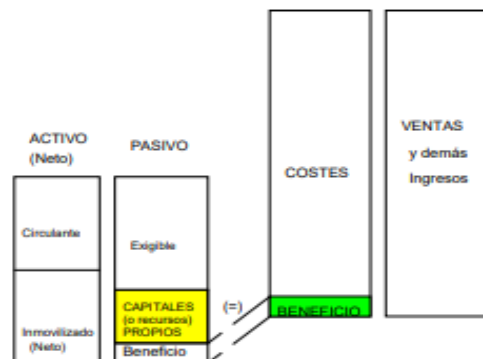 ACTIVO
(Neto)
PASIVO
Circulante
Inmovilizado
(Neto)
Exigible
CAPITALES
(o recursos)
PROPIOS
Beneficio
(=)
COSTES
BENEFICIO
VENTAS
y demás
Ingresos